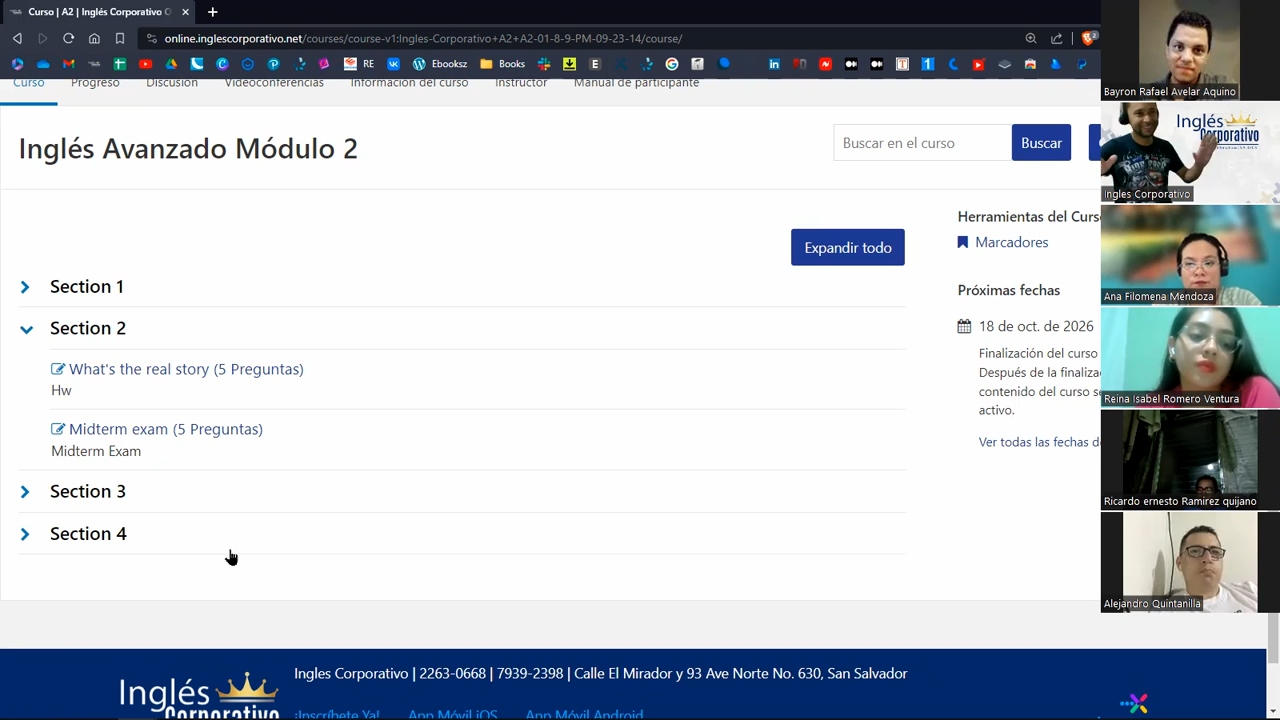 Curso | A2 | Inglés Corporativo
online.inglescorporativo.net/courses/course-v1:Ingles-Corporativo+A2+A2-01-8-9-PM-09-23-14/course/
RE
Ebooksz
Books
Curso
Progreso
Discusión
Videoconferencias
Información del curso
Instructor
Manual de participante
Inglés Avanzado Módulo 2
Buscar en el curso
Buscar
Expandir todo
Section 1
Section 2
What's the real story (5 Preguntas)
Hw
Midterm exam (5 Preguntas)
Midterm Exam
Section 3
Section 4
Herramientas del Curs
Marcadores
Próximas fechas
18 de oct. de 2026
Finalización del curso
Después de la finaliza
contenido del curso se
activo.
Ver todas las fechas d
Bayron Rafael Avelar Aquino
Inglés
Corporativo
Ingles Corporativo
Ana Filomena Mendoza
Reina Isabel Romero Ventura
Ricardo ernesto Ramirez quijano
Alejandro Quintanilla
Inglés
Corporativo
Ingles Corporativo | 2263-0668 | 7939-2398 | Calle El Mirador y 93 Ave Norte No. 630, San Salvador
¡Inscríbete Ya!
App Móvil iOS
App Móvil Android